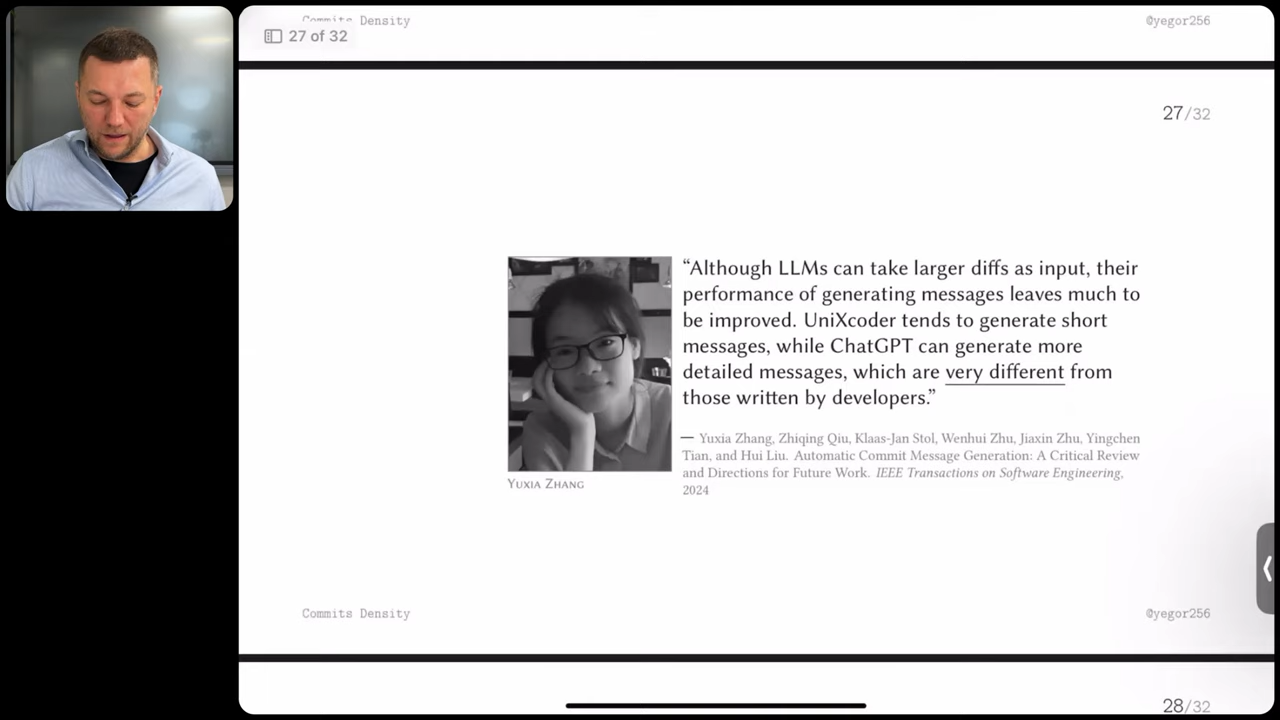 Commits Density
@yegor256
27 of 32
27/32
“Although LLMs can take larger diffs as input, their
performance of generating messages leaves much to
be improved. UniXcoder tends to generate short
messages, while ChatGPT can generate more
detailed messages, which are very different from
those written by developers.”
— Yuxia Zhang, Zhiqing Qiu, Klaas-Jan Stol, Wenhui Zhu, Jiaxin Zhu, Yingchen
Tian, and Hui Liu. Automatic Commit Message Generation: A Critical Review
and Directions for Future Work. IEEE Transactions on Software Engineering,
2024
Yuxia Zhang
Commits Density
@yegor256
28/32